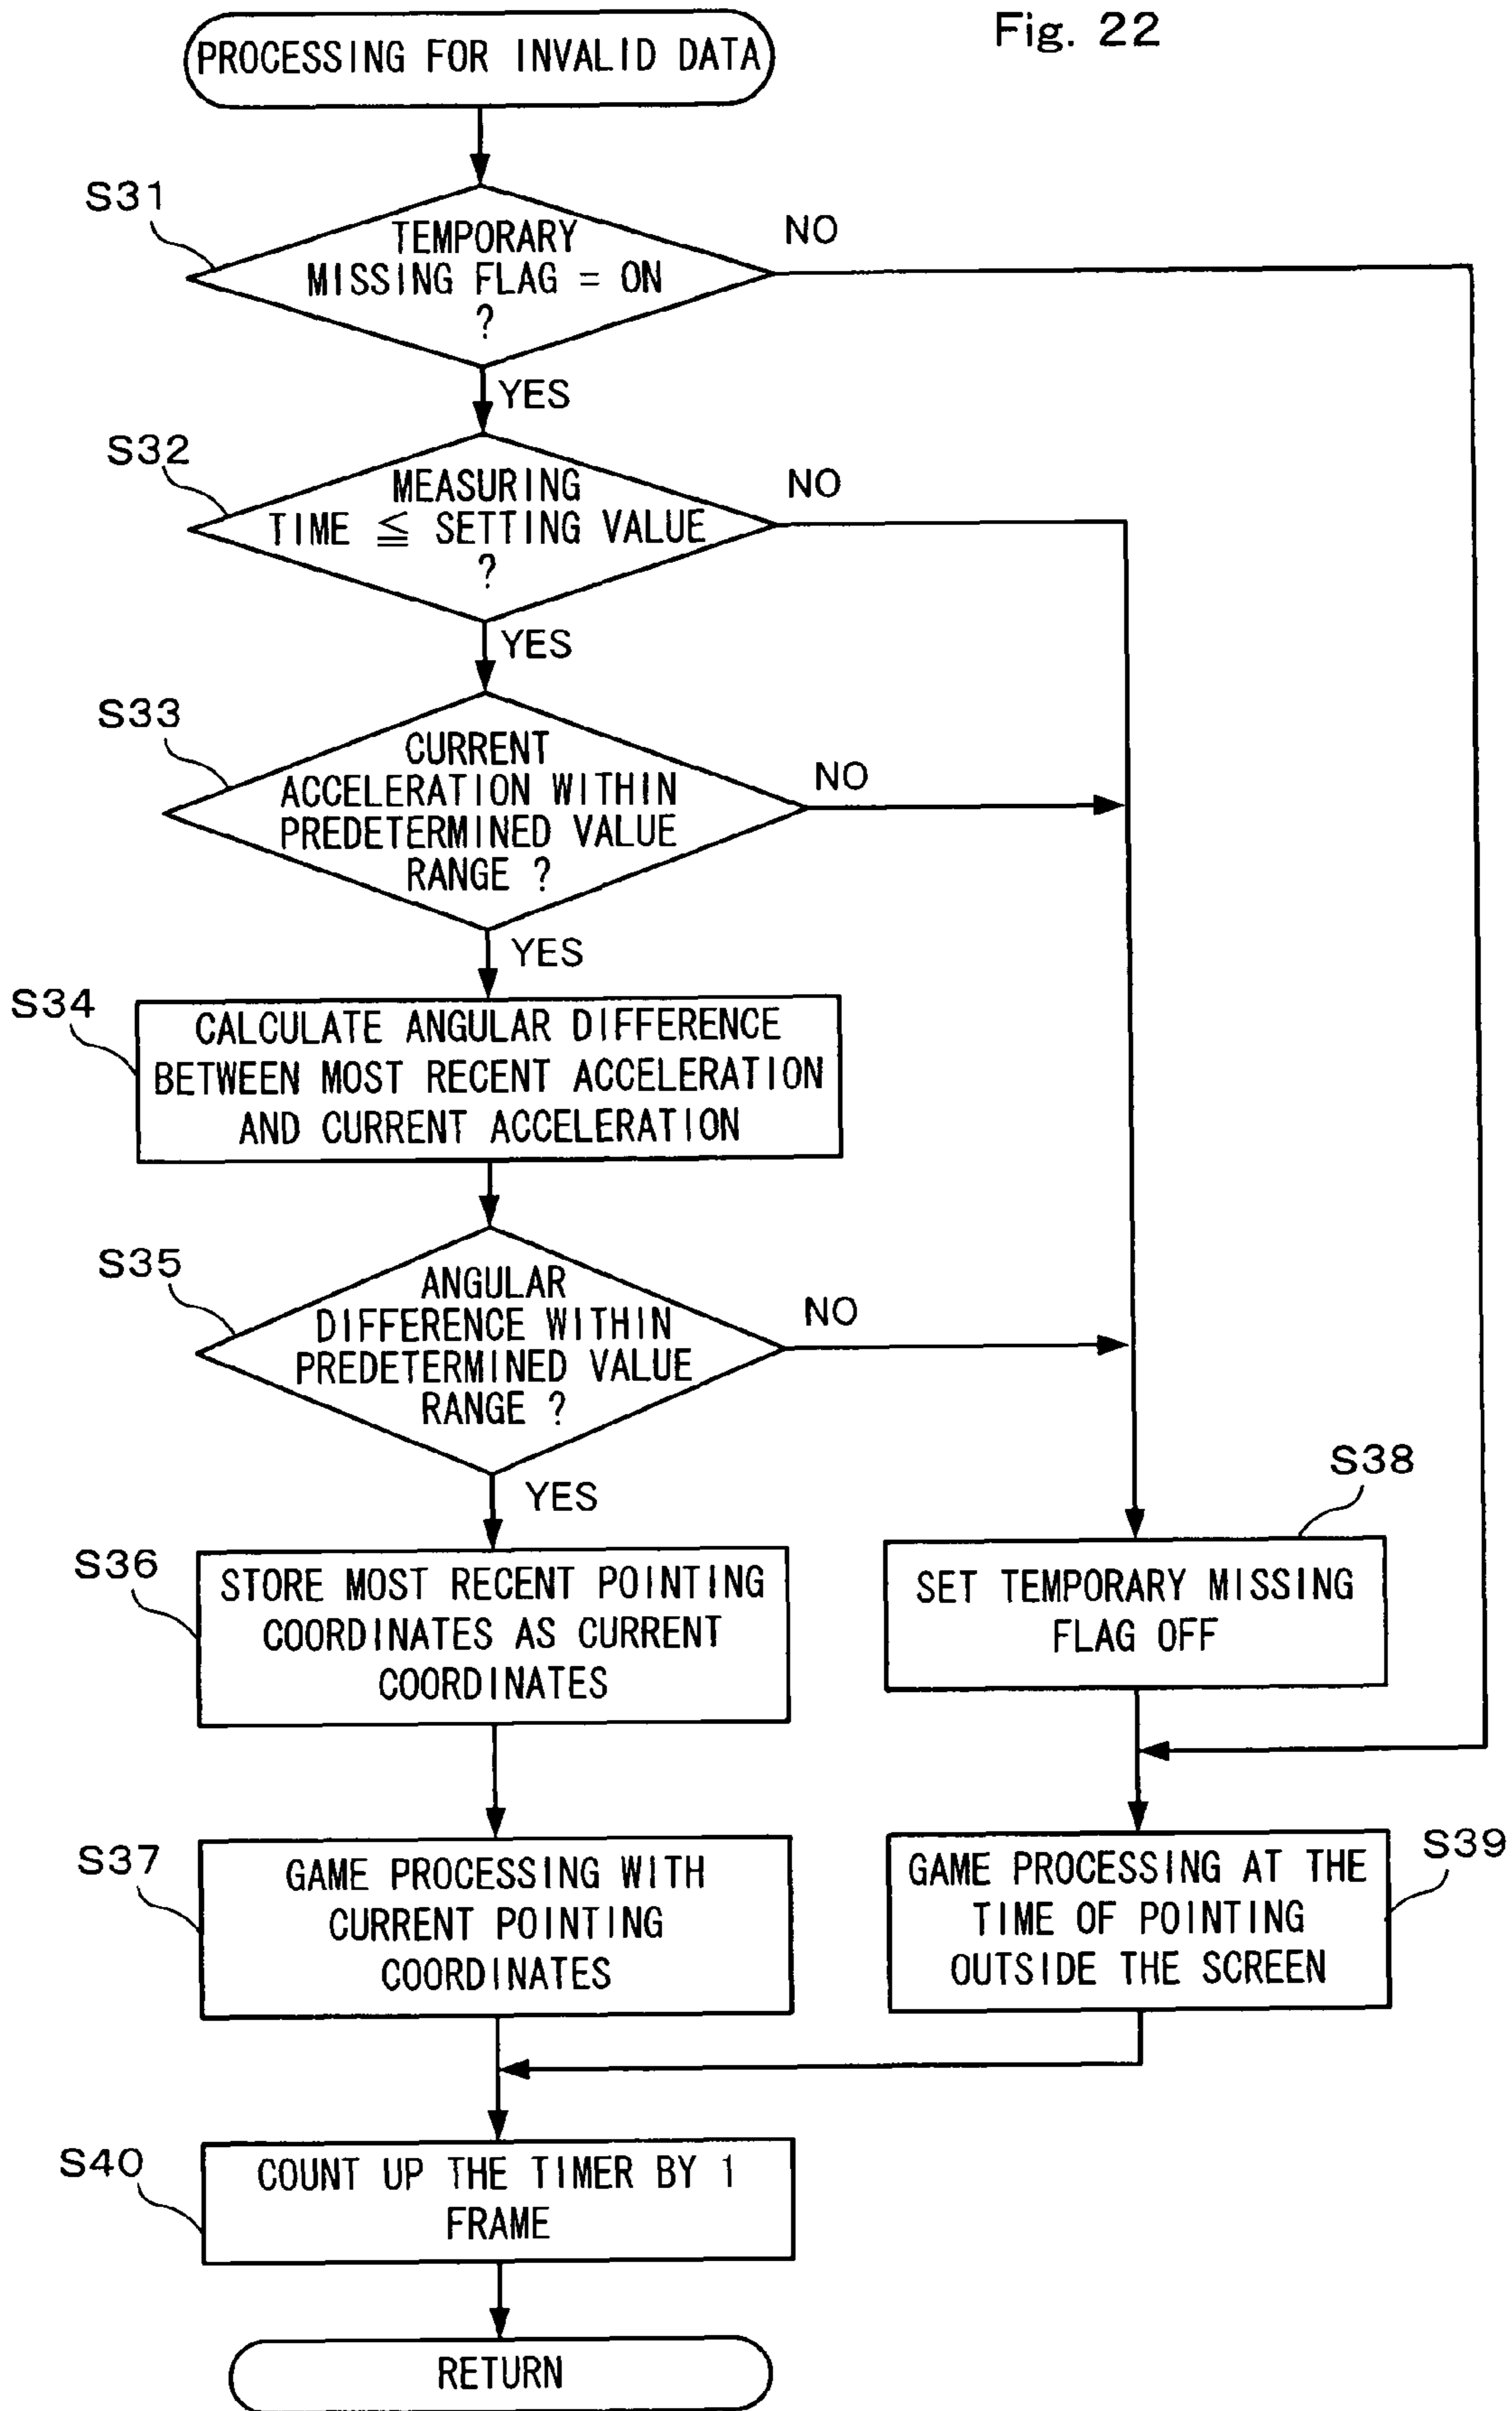 Fig. 22
PROCESSING FOR INVALID DATA
S31
TEMPORARY
MISSING FLAG = ON
?
NO
YES
S32
MEASURING
TIME ≦ SETTING VALUE
?
NO
YES
S33
CURRENT
ACCELERATION WITHIN
PREDETERMINED VALUE
RANGE ?
NO
YES
S34
CALCULATE ANGULAR DIFFERENCE
BETWEEN MOST RECENT ACCELERATION
AND CURRENT ACCELERATION
S35
ANGULAR
DIFFERENCE WITHIN
PREDETERMINED VALUE
RANGE ?
NO
YES
S36
STORE MOST RECENT POINTING
COORDINATES AS CURRENT
COORDINATES
S38
SET TEMPORARY MISSING
FLAG OFF
S37
GAME PROCESSING WITH
CURRENT POINTING
COORDINATES
S39
GAME PROCESSING AT THE
TIME OF POINTING
OUTSIDE THE SCREEN
S40
COUNT UP THE TIMER BY 1
FRAME
RETURN